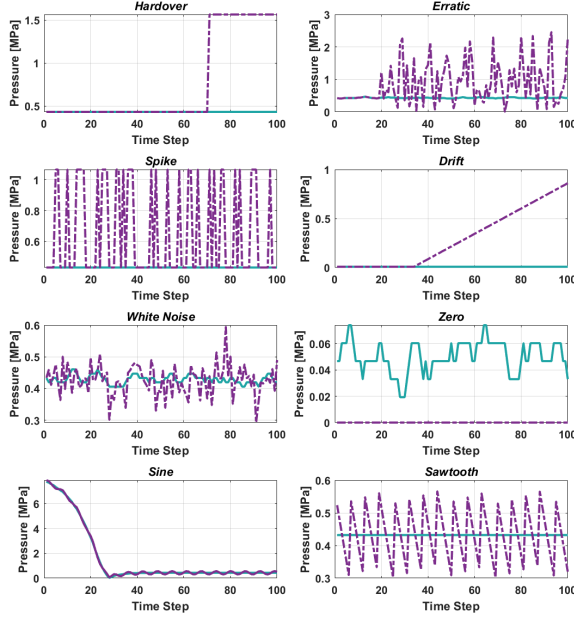 Hardover
Pressure [MPa]
1.5
1
0.5
0 20 40 60 80 100
Time Step
Erratic
Pressure [MPa]
3
2
1
0
0 20 40 60 80 100
Time Step
Spike
Pressure [MPa]
1
0.8
0.6
0 20 40 60 80 100
Time Step
Drift
Pressure [MPa]
1
0.5
0
0 20 40 60 80 100
Time Step
White Noise
Pressure [MPa]
0.6
0.5
0.4
0.3
0 20 40 60 80 100
Time Step
Zero
Pressure [MPa]
0.06
0.04
0.02
0
0 20 40 60 80 100
Time Step
Sine
Pressure [MPa]
6
4
2
0
0 20 40 60 80 100
Time Step
Sawtooth
Pressure [MPa]
0.6
0.5
0.4
0.3
0 20 40 60 80 100
Time Step